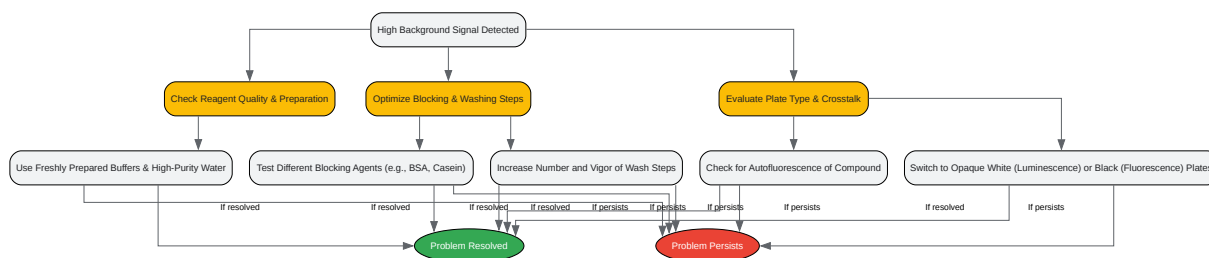 High Background Signal Detected
Check Reagent Quality & Preparation
Optimize Blocking & Washing Steps
Evaluate Plate Type & Crosstalk
Use Freshly Prepared Buffers & High-Purity Water
Test Different Blocking Agents (e.g., BSA, Casein)
Increase Number and Vigor of Wash Steps
Check for Autofluorescence of Compound
Switch to Opaque White (Luminescence) or Black (Fluorescence) Plates
If resolved
If resolved
If resolved
If resolved
If persists
If persists
If persists
If persists
If resolved
If persists
Problem Resolved
Problem Persists